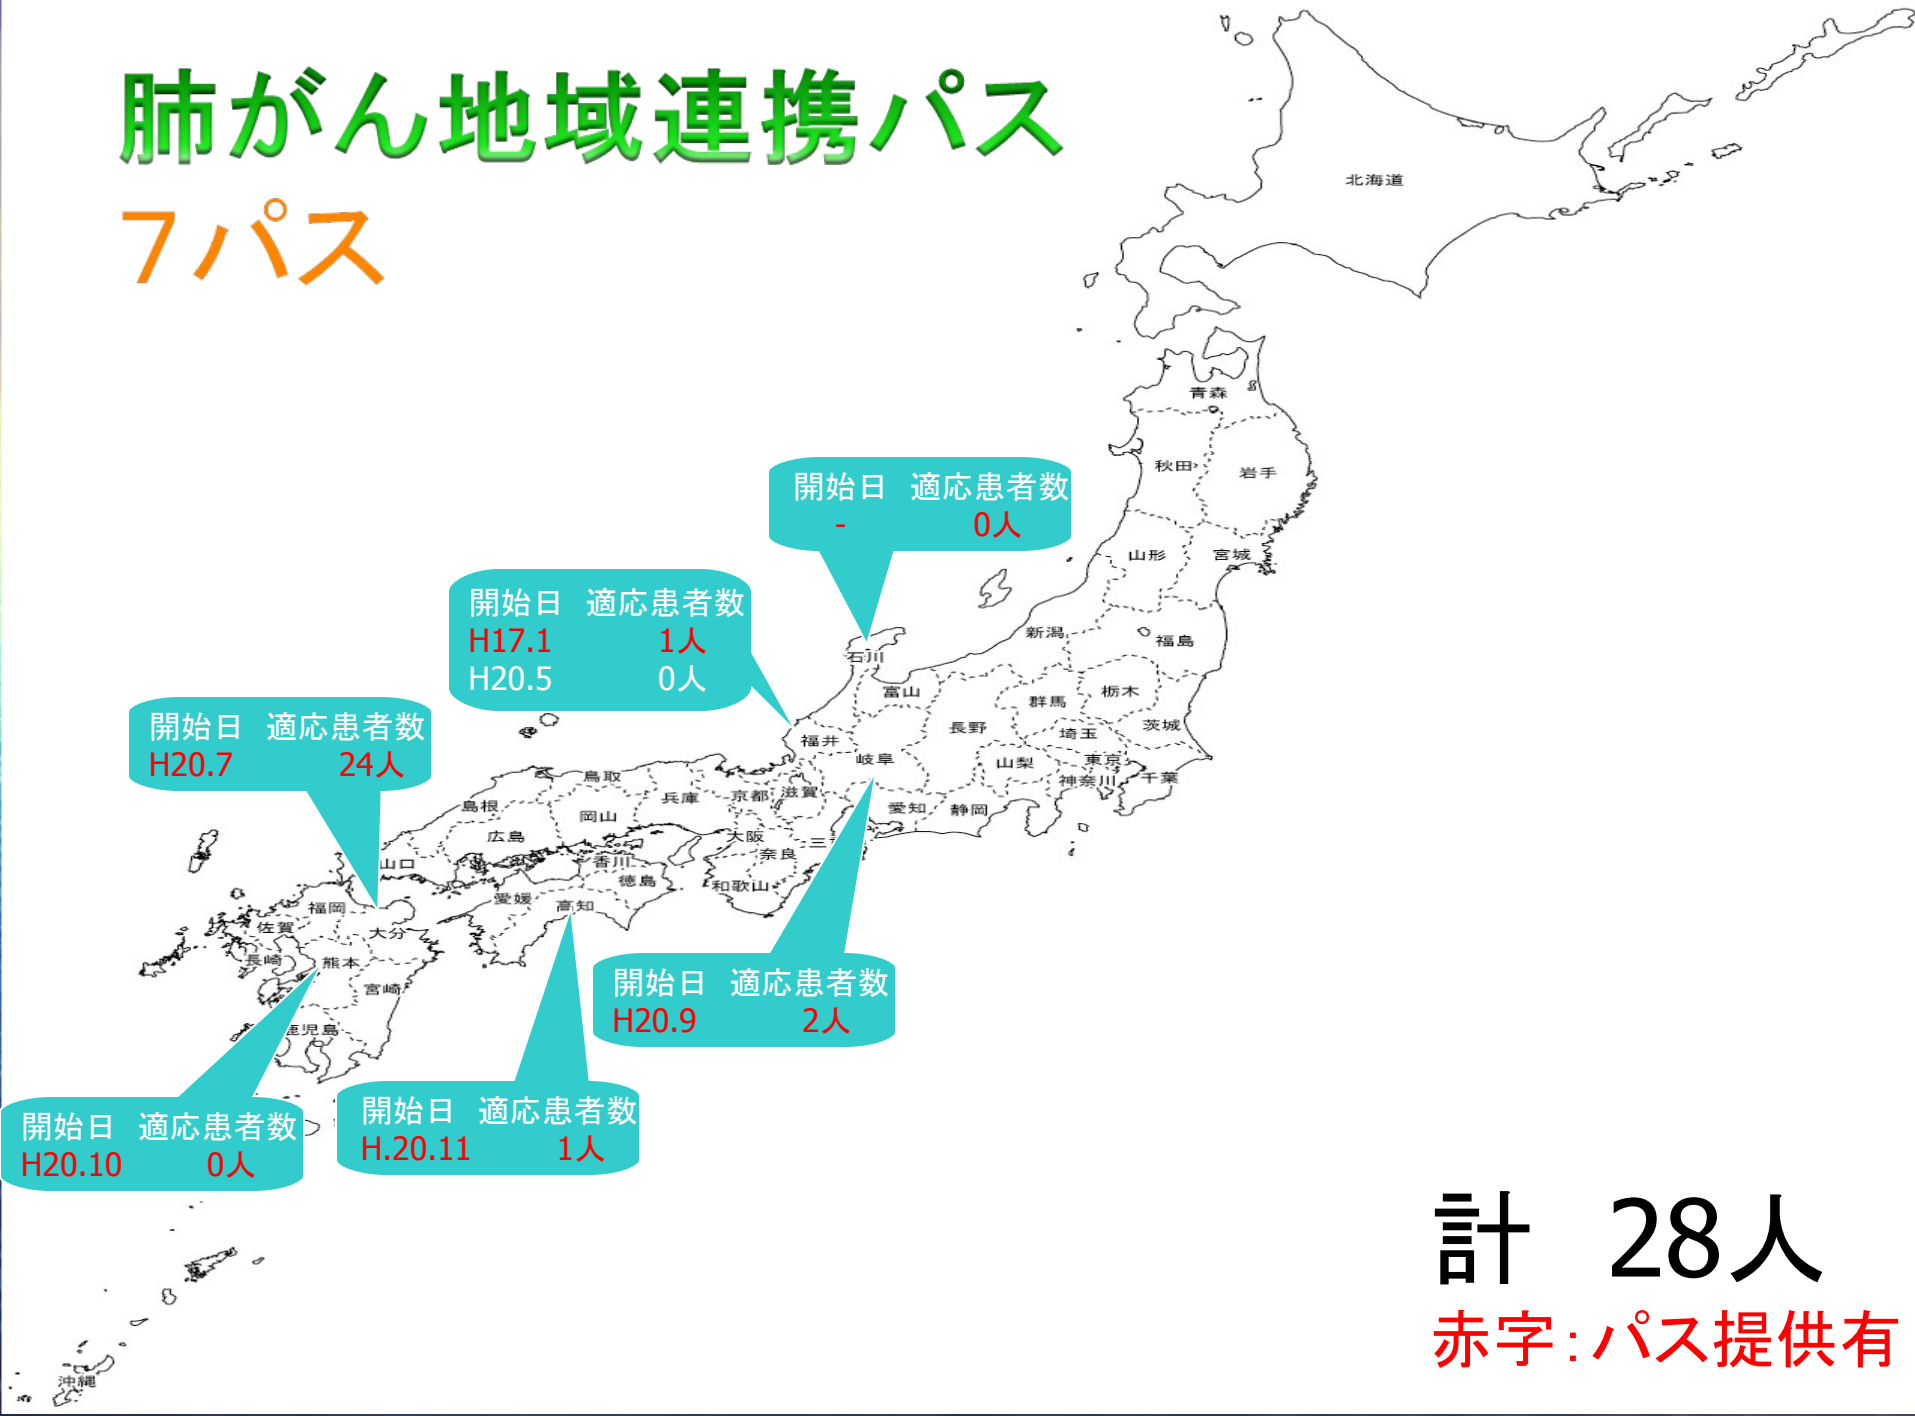 肺がん地域連携パス
7パス
北海道
青森
秋田
岩手
開始日 適応患者数
- 0人
山形
宮城
開始日 適応患者数
H17.1 1人
H20.5 0人
新潟
福島
石川
富山
群馬
栃木
長野
茨城
福井
埼玉
開始日 適応患者数
H20.7 24人
岐阜
山梨
東京
神奈川
千葉
鳥取
兵庫
京都
滋賀
島根
岡山
愛知
静岡
広島
大阪
三
奈良
山口
香川
徳島
和歌山
愛媛
高知
福岡
佐賀
大分
長崎
熊本
宮崎
鹿児島
開始日 適応患者数
H20.9 2人
開始日 適応患者数
H.20.11 1人
開始日 適応患者数
H20.10 0人
沖縄
計 28人
赤字：パス提供有